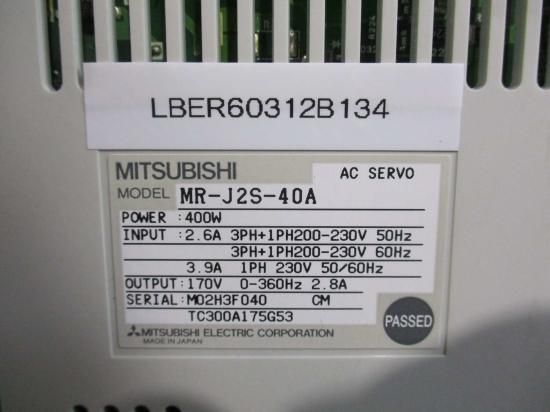 LBER60312B134
MITSUBISHI AC SERVO
MODEL MR-J2S-40A
POWER :400W
INPUT :2.6A 3PH+1PH200-230V 50Hz
3PH+1PH200-230V 60Hz
3.9A 1PH 230V 50/60Hz
OUTPUT:170V 0-360Hz 2.8A
SERIAL:M02H3F040 CM
TC300A175G53
MITSUBISHI ELECTRIC CORPORATION
MADE IN JAPAN
PASSED